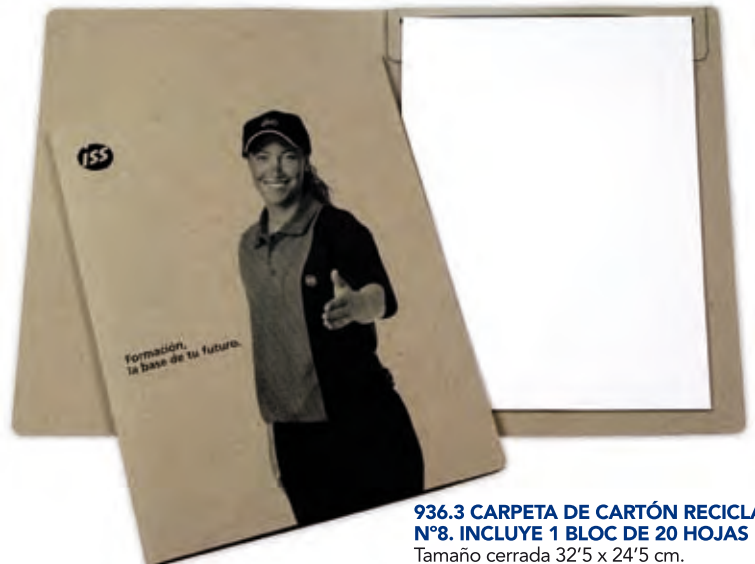 ISS
Formación,
la base de tu futuro.
936.3 CARPETA DE CARTÓN RECICLA
Nº8. INCLUYE 1 BLOC DE 20 HOJAS
Tamaño cerrada 32'5 x 24'5 cm.